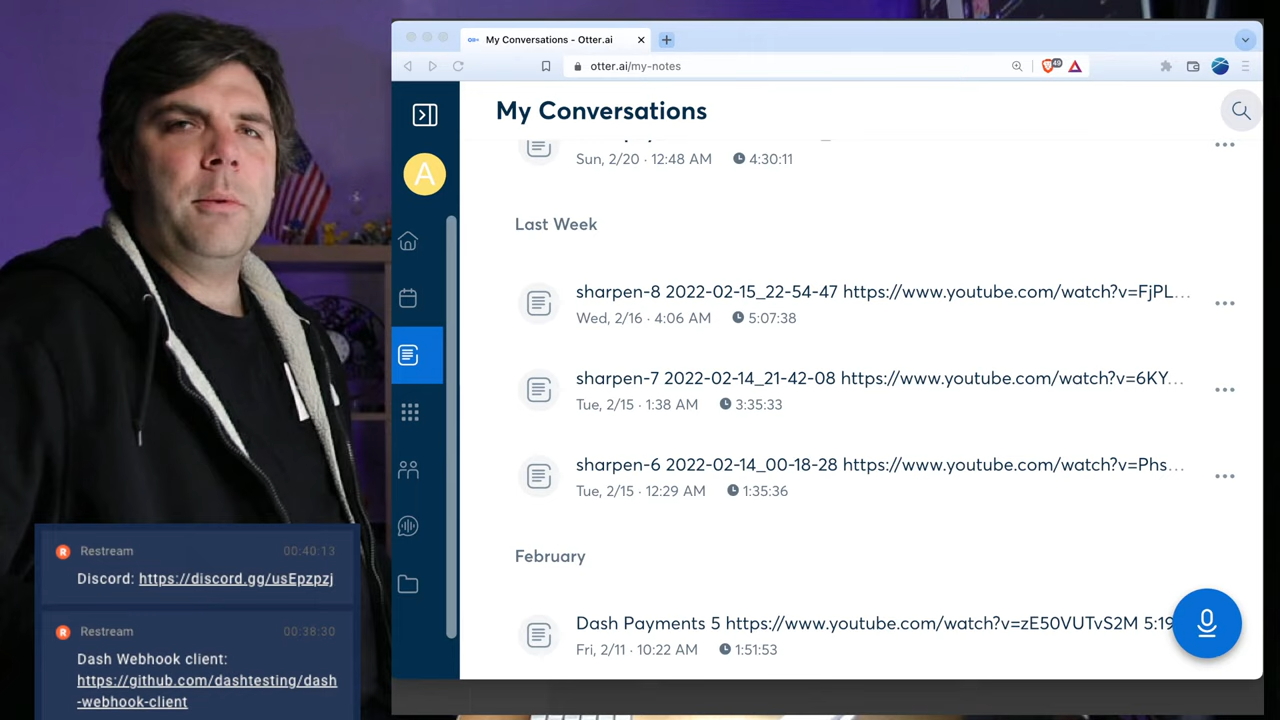 My Conversations - Otter.ai
otter.ai/my-notes
49
My Conversations
A
Sun, 2/20 · 12:48 AM 4:30:11
Last Week
sharpen-8 2022-02-15_22-54-47 https://www.youtube.com/watch?v=FjPL...
Wed, 2/16 · 4:06 AM 5:07:38
sharpen-7 2022-02-14_21-42-08 https://www.youtube.com/watch?v=6KY...
Tue, 2/15 · 1:38 AM 3:35:33
sharpen-6 2022-02-14_00-18-28 https://www.youtube.com/watch?v=Phs...
Tue, 2/15 · 12:29 AM 1:35:36
February
Dash Payments 5 https://www.youtube.com/watch?v=zE50VUTvS2M 5:19
Fri, 2/11 · 10:22 AM 1:51:53
R Restream 00:40:13
Discord: https://discord.gg/usEpzpzj
R Restream 00:38:30
Dash Webhook client:
https://github.com/dashtesting/dash
-webhook-client